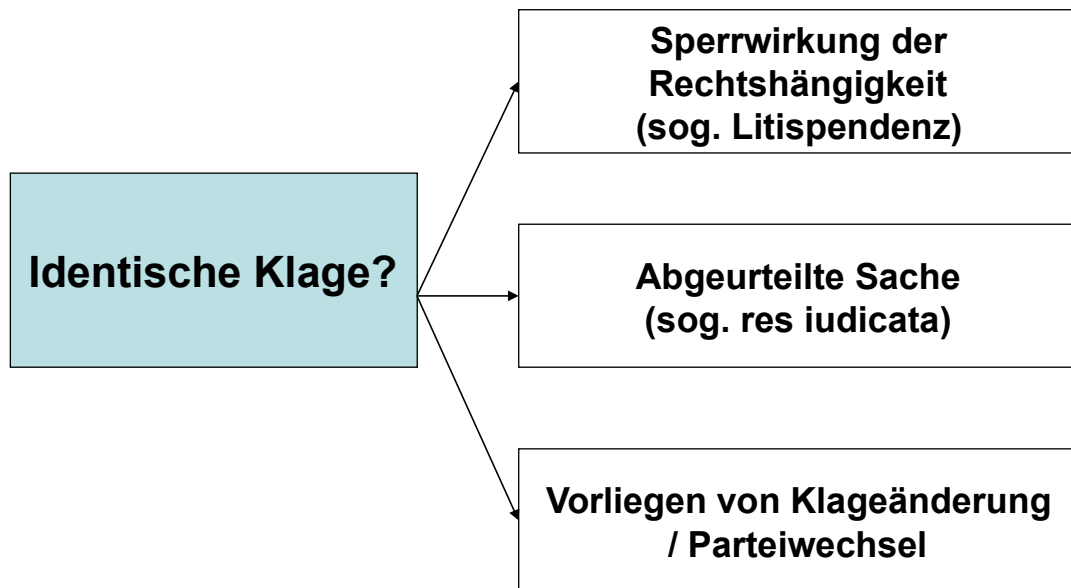 Sperrwirkung der
Rechtshängigkeit
(sog. Litispendenz)
Identische Klage?
Abgeurteilte Sache
(sog. res iudicata)
Vorliegen von Klageänderung
/ Parteiwechsel